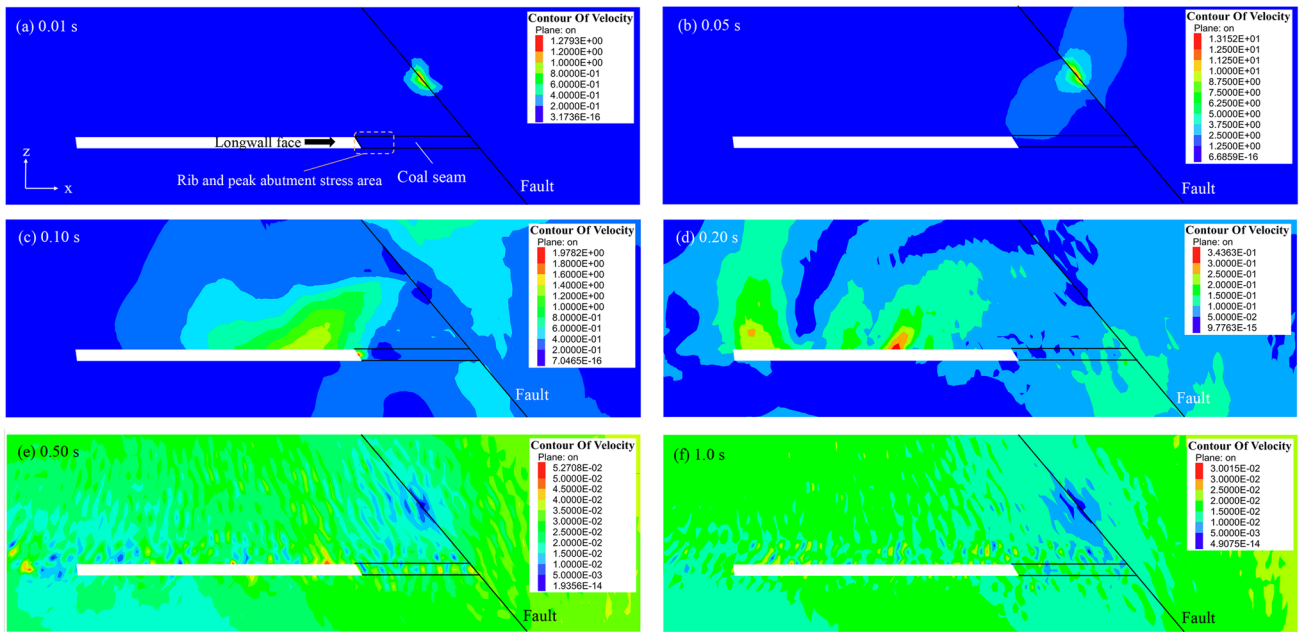 (a) 0.01 s
Contour Of Velocity
Plane: on
1.2793E+00
1.2000E+00
1.0000E+00
8.0000E-01
6.0000E-01
4.0000E-01
2.0000E-01
3.1736E-16
Longwall face
z
x
Rib and peak abutment stress area
Coal seam
Fault
(b) 0.05 s
Contour Of Velocity
Plane: on
1.3152E+01
1.2500E+01
1.1250E+01
1.0000E+01
8.7500E+00
7.5000E+00
6.2500E+00
5.0000E+00
3.7500E+00
2.5000E+00
1.2500E+00
6.6859E-16
Fault
(c) 0.10 s
Contour Of Velocity
Plane: on
1.9782E+00
1.8000E+00
1.6000E+00
1.4000E+00
1.2000E+00
1.0000E+00
8.0000E-01
6.0000E-01
4.0000E-01
2.0000E-01
7.0465E-16
Fault
(d) 0.20 s
Contour Of Velocity
Plane: on
3.4363E-01
3.0000E-01
2.5000E-01
2.0000E-01
1.5000E-01
1.0000E-01
5.0000E-02
9.7763E-15
Fault
(e) 0.50 s
Contour Of Velocity
Plane: on
5.2708E-02
5.0000E-02
4.5000E-02
4.0000E-02
3.5000E-02
3.0000E-02
2.5000E-02
2.0000E-02
1.5000E-02
1.0000E-02
5.0000E-03
1.9356E-14
Fault
(f) 1.0 s
Contour Of Velocity
Plane: on
3.0015E-02
3.0000E-02
2.5000E-02
2.0000E-02
1.5000E-02
1.0000E-02
5.0000E-03
4.9075E-14
Fault